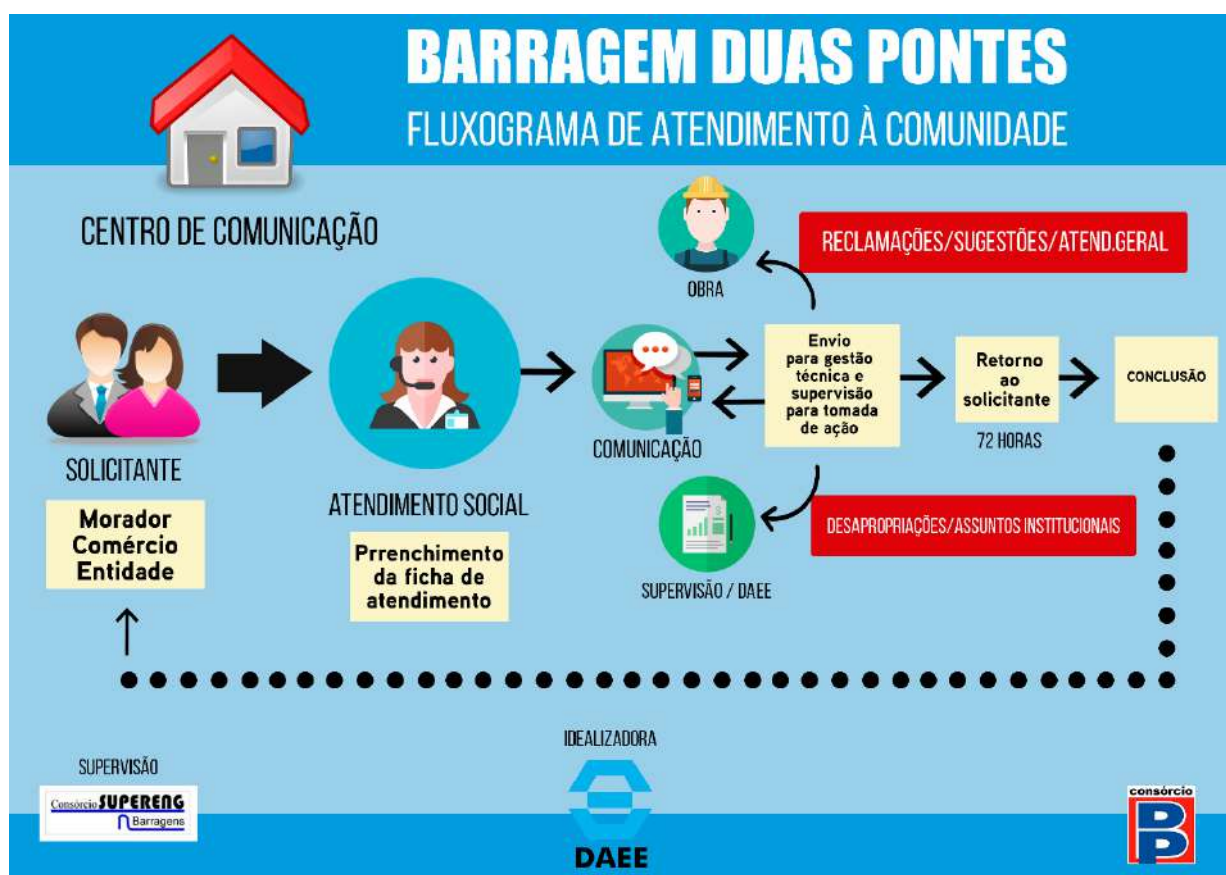 BARRAGEM DUAS PONTES
FLUXOGRAMA DE ATENDIMENTO À COMUNIDADE
CENTRO DE COMUNICAÇÃO
SOLICITANTE
Morador
Comércio
Entidade
ATENDIMENTO SOCIAL
Prrenchimento
da ficha de
atendimento
COMUNICAÇÃO
OBRA
RECLAMAÇÕES/SUGESTÕES/ATEND.GERAL
Envio
para gestão
técnica e
supervisão
para tomada
de ação
SUPERVISÃO / DAEE
DESAPROPRIAÇÕES/ASSUNTOS INSTITUCIONAIS
Retorno
ao
solicitante
72 HORAS
CONCLUSÃO
SUPERVISÃO
Consórcio SUPERENG
Barragens
IDEALIZADORA
DAEE
consórcio
BP